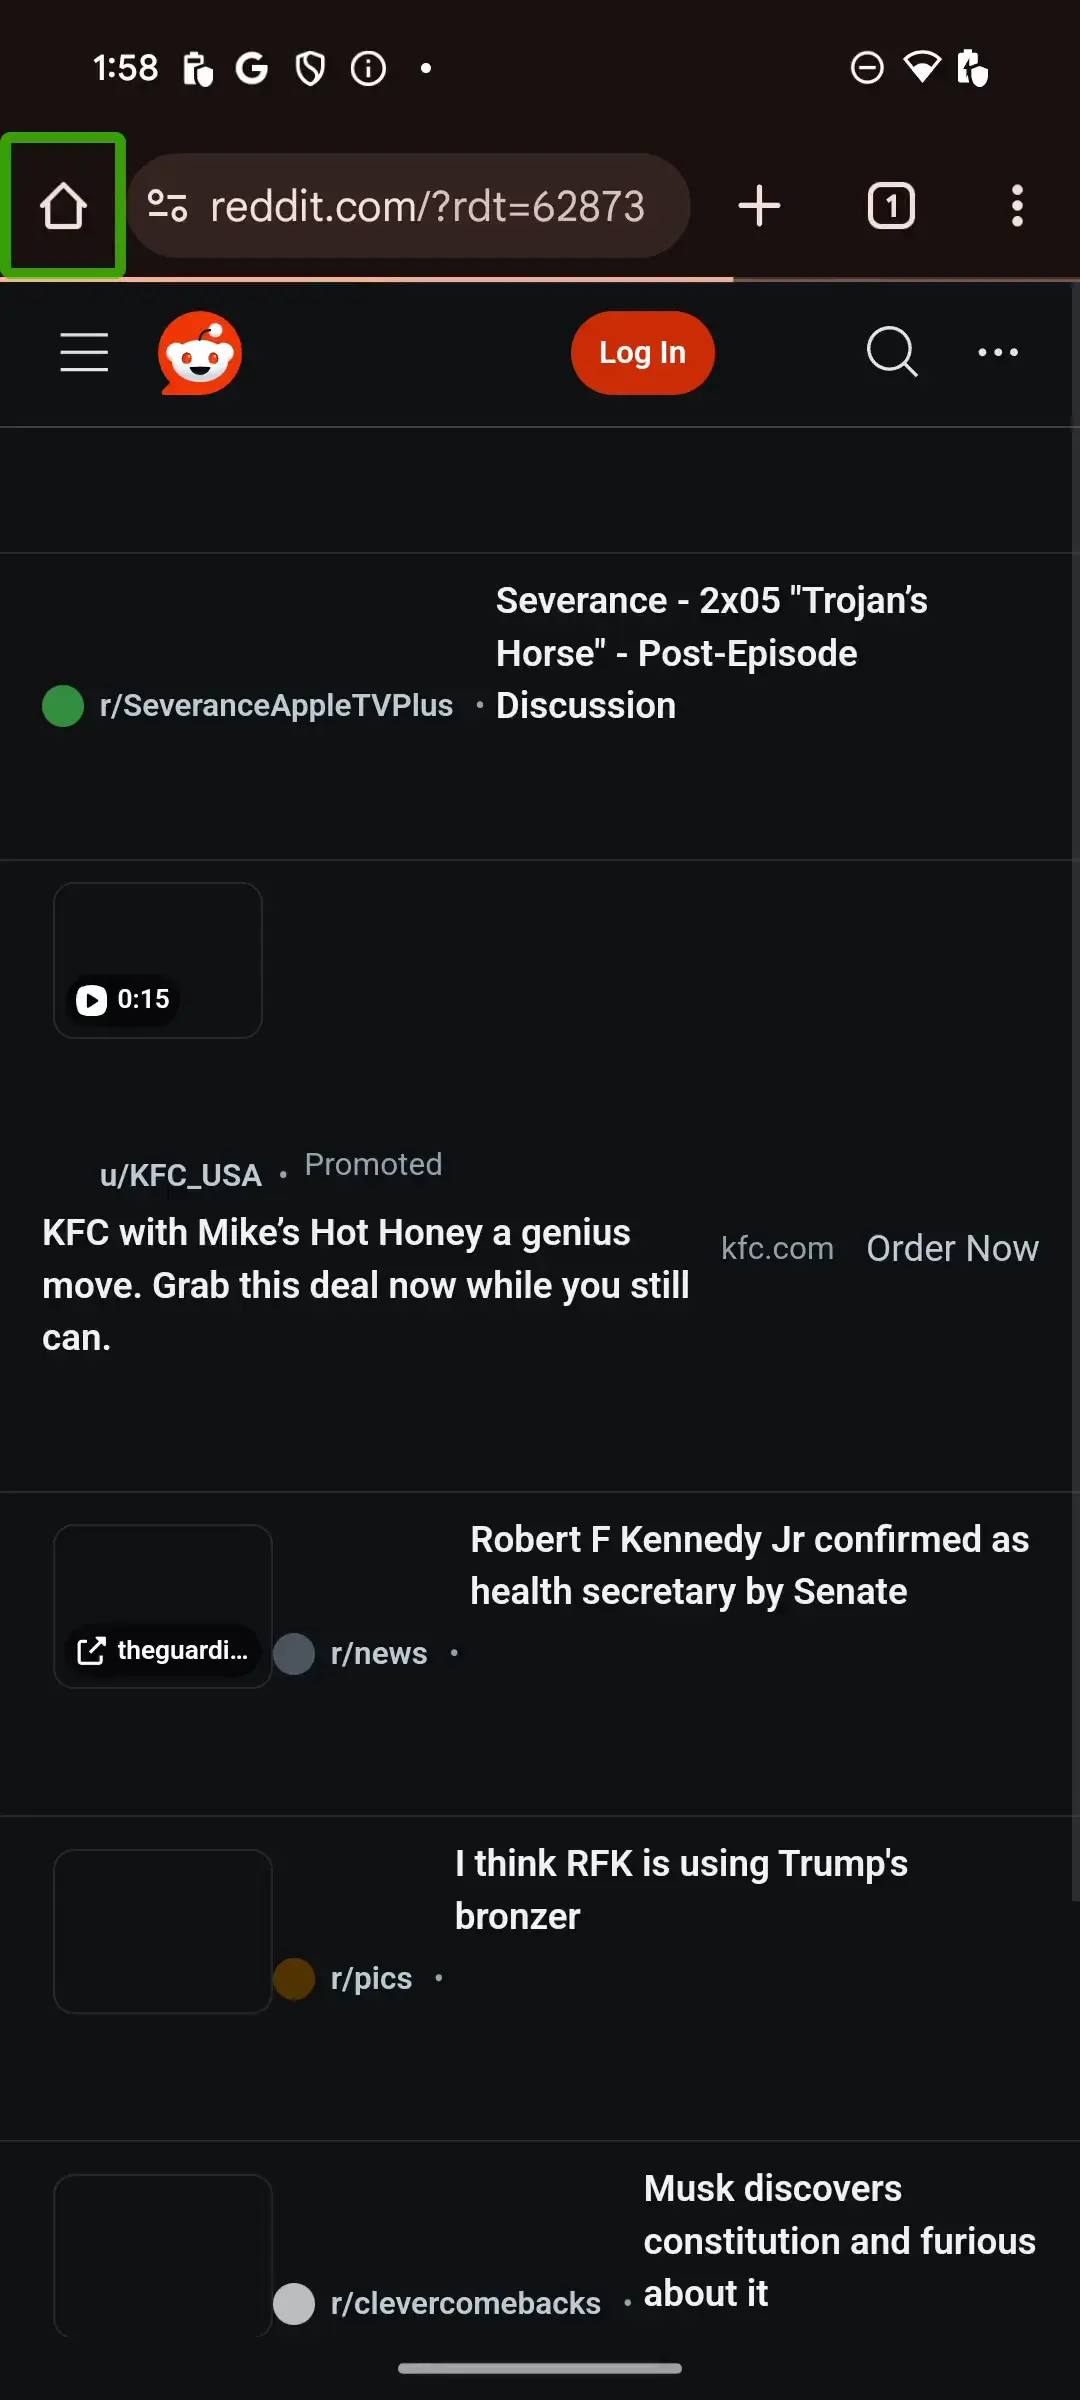 1:58
reddit.com/?rdt=62873
1
Log In
Severance - 2x05 "Trojan’s
Horse" - Post-Episode
Discussion
r/SeveranceAppleTVPlus •
0:15
u/KFC_USA • Promoted
KFC with Mike’s Hot Honey a genius
move. Grab this deal now while you still
can.
kfc.com Order Now
Robert F Kennedy Jr confirmed as
health secretary by Senate
theguardi...
r/news •
I think RFK is using Trump's
bronzer
r/pics •
Musk discovers
constitution and furious
about it
r/clevercomebacks •